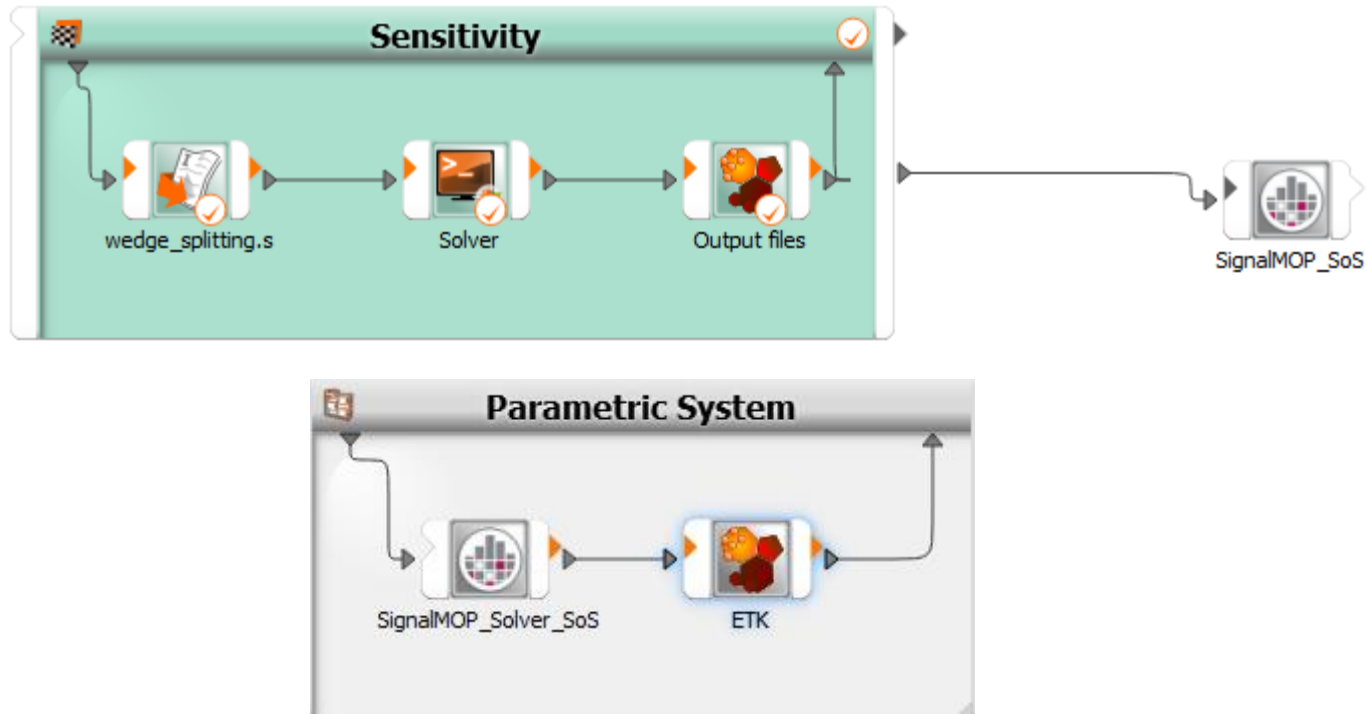 Sensitivity
wedge_splitting.s
Solver
Output files
SignalMOP_SoS
Parametric System
SignalMOP_Solver_SoS
ETK